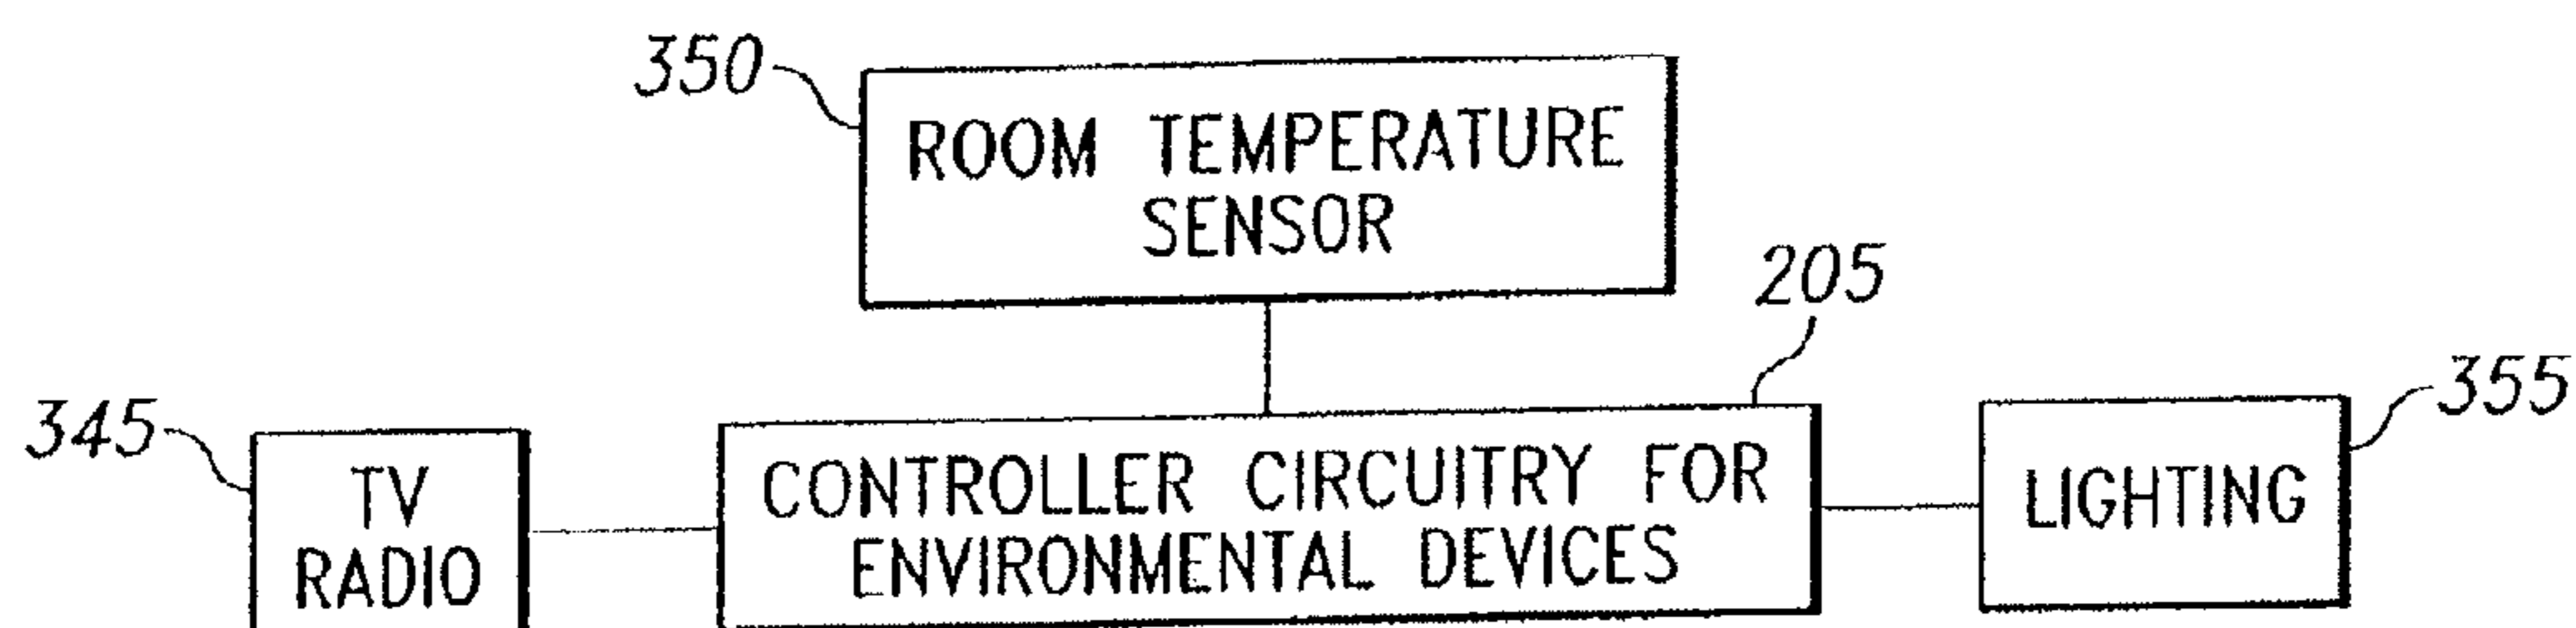 350
ROOM TEMPERATURE
SENSOR
205
345
TV
RADIO
CONTROLLER CIRCUITRY FOR
ENVIRONMENTAL DEVICES
LIGHTING
355